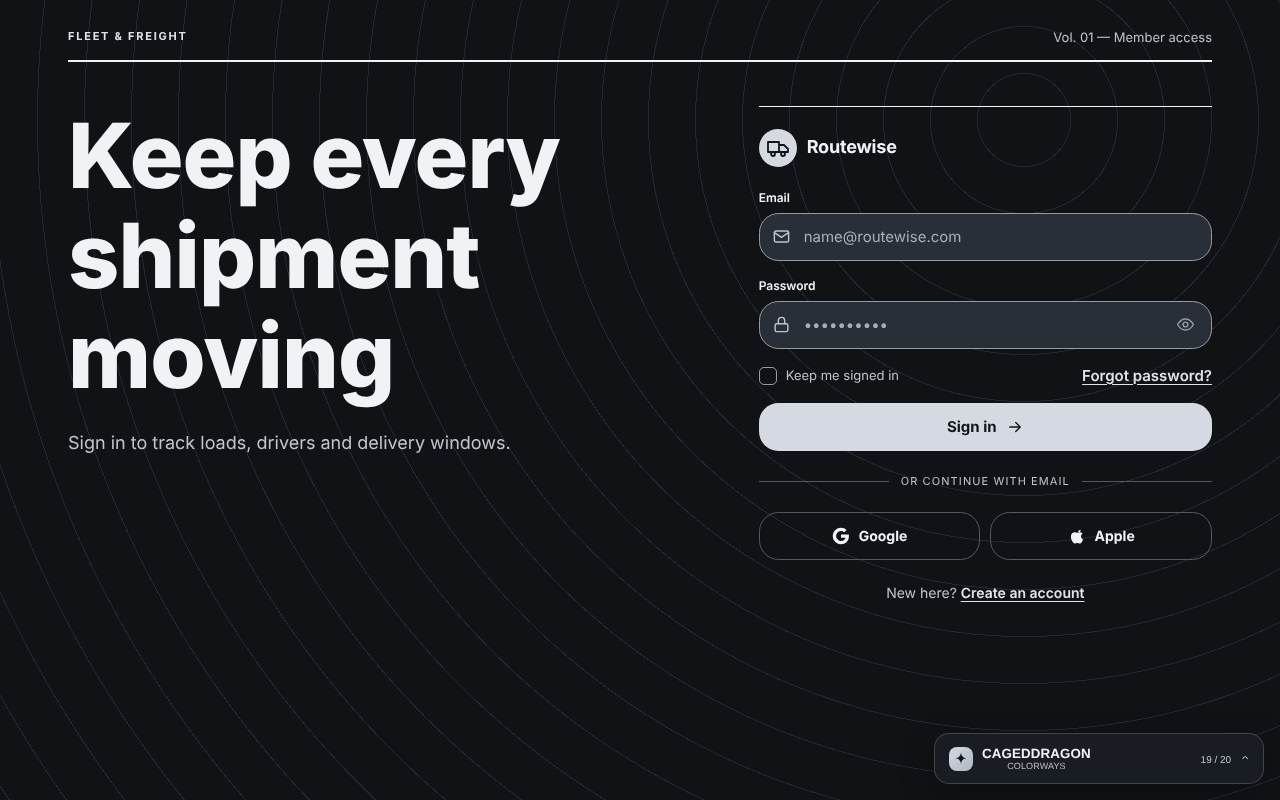 FLEET & FREIGHT
Vol. 01 — Member access
Keep every
shipment
moving
Sign in to track loads, drivers and delivery windows.
Routewise
Email
name@routewise.com
Password
••••••••••
Keep me signed in
Forgot password?
Sign in →
OR CONTINUE WITH EMAIL
Google
Apple
New here? Create an account
CAGEDDRAGON
COLORWAYS
19 / 20